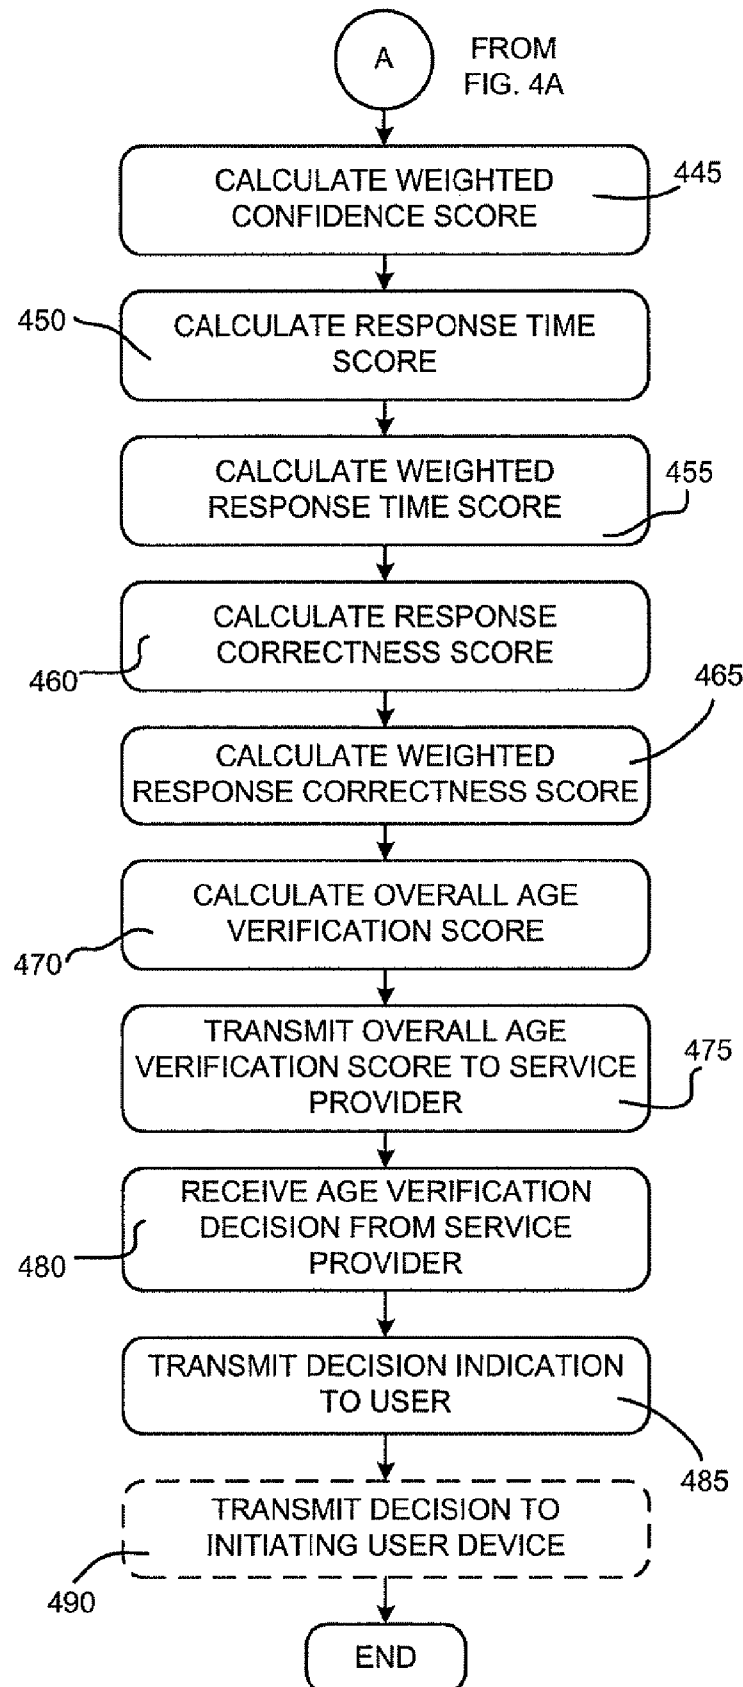 A
FROM
FIG. 4A
CALCULATE WEIGHTED
CONFIDENCE SCORE
445
450
CALCULATE RESPONSE TIME
SCORE
CALCULATE WEIGHTED
RESPONSE TIME SCORE
455
CALCULATE RESPONSE
CORRECTNESS SCORE
460
465
CALCULATE WEIGHTED
RESPONSE CORRECTNESS SCORE
CALCULATE OVERALL AGE
VERIFICATION SCORE
470
TRANSMIT OVERALL AGE
VERIFICATION SCORE TO SERVICE
PROVIDER
475
RECEIVE AGE VERIFICATION
DECISION FROM SERVICE
PROVIDER
480
TRANSMIT DECISION INDICATION
TO USER
485
TRANSMIT DECISION TO
INITIATING USER DEVICE
490
END